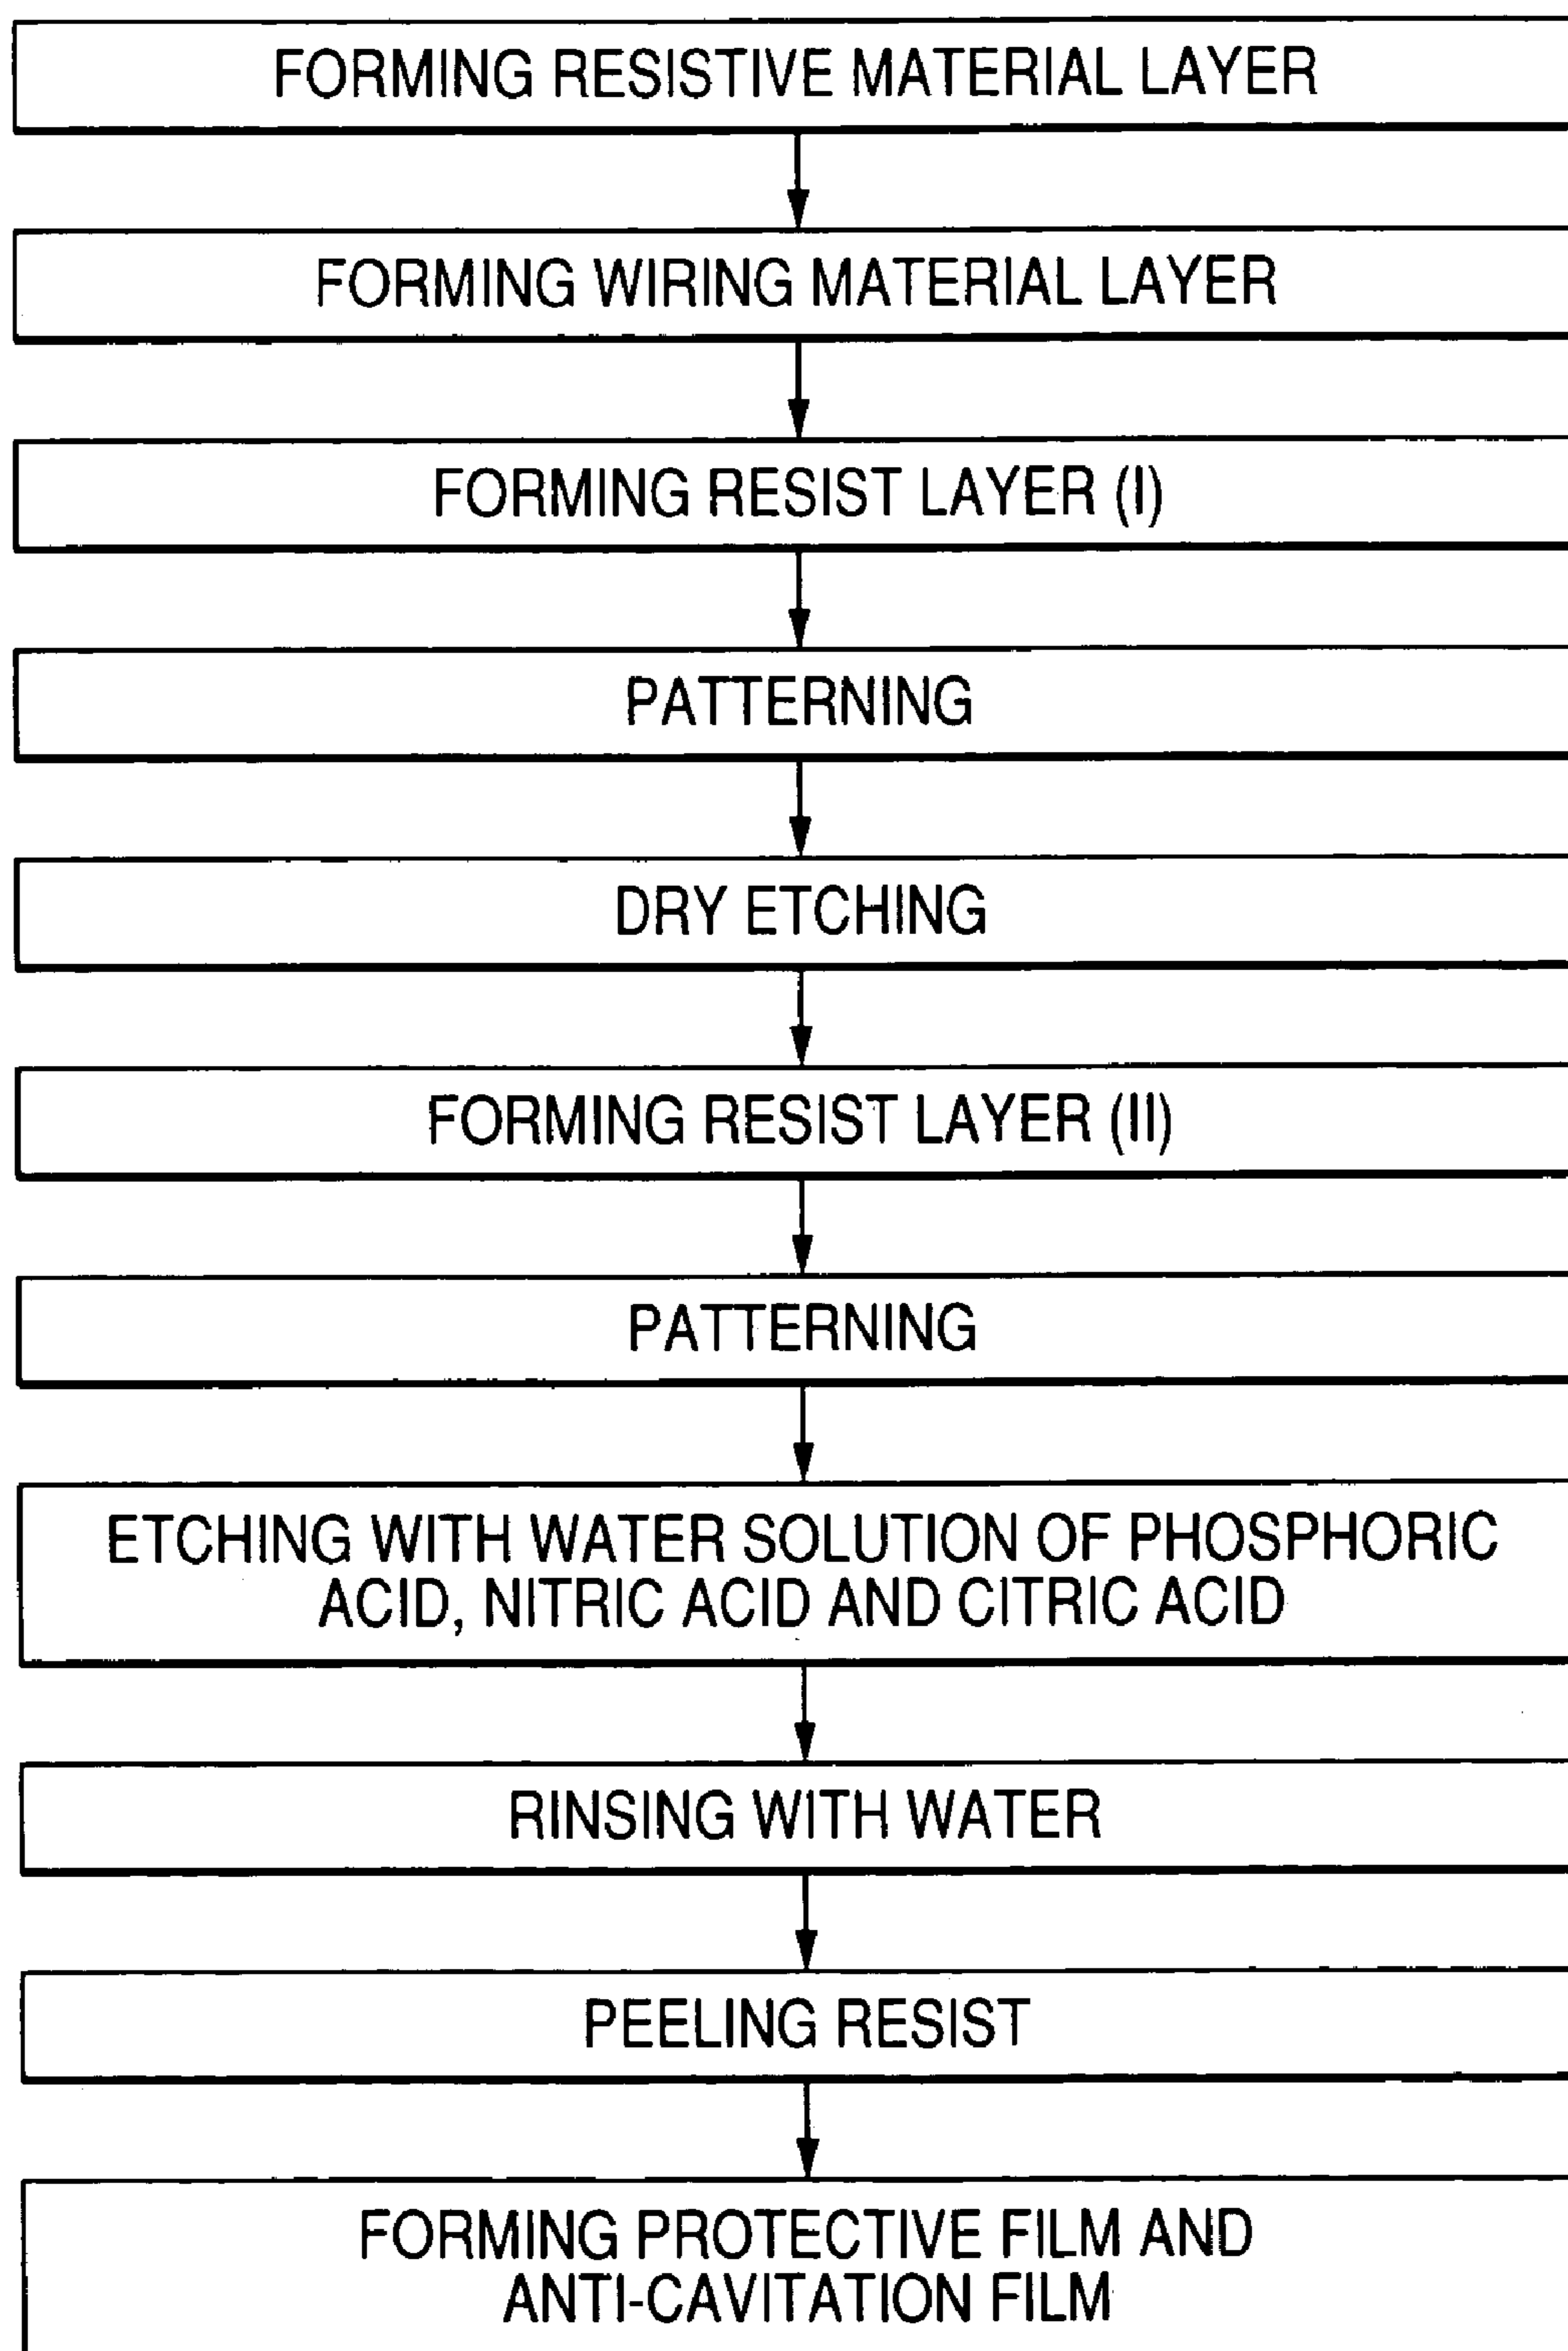 FORMING RESISTIVE MATERIAL LAYER
FORMING WIRING MATERIAL LAYER
FORMING RESIST LAYER (I)
PATTERNING
DRY ETCHING
FORMING RESIST LAYER (II)
PATTERNING
ETCHING WITH WATER SOLUTION OF PHOSPHORIC
ACID, NITRIC ACID AND CITRIC ACID
RINSING WITH WATER
PEELING RESIST
FORMING PROTECTIVE FILM AND
ANTI-CAVITATION FILM